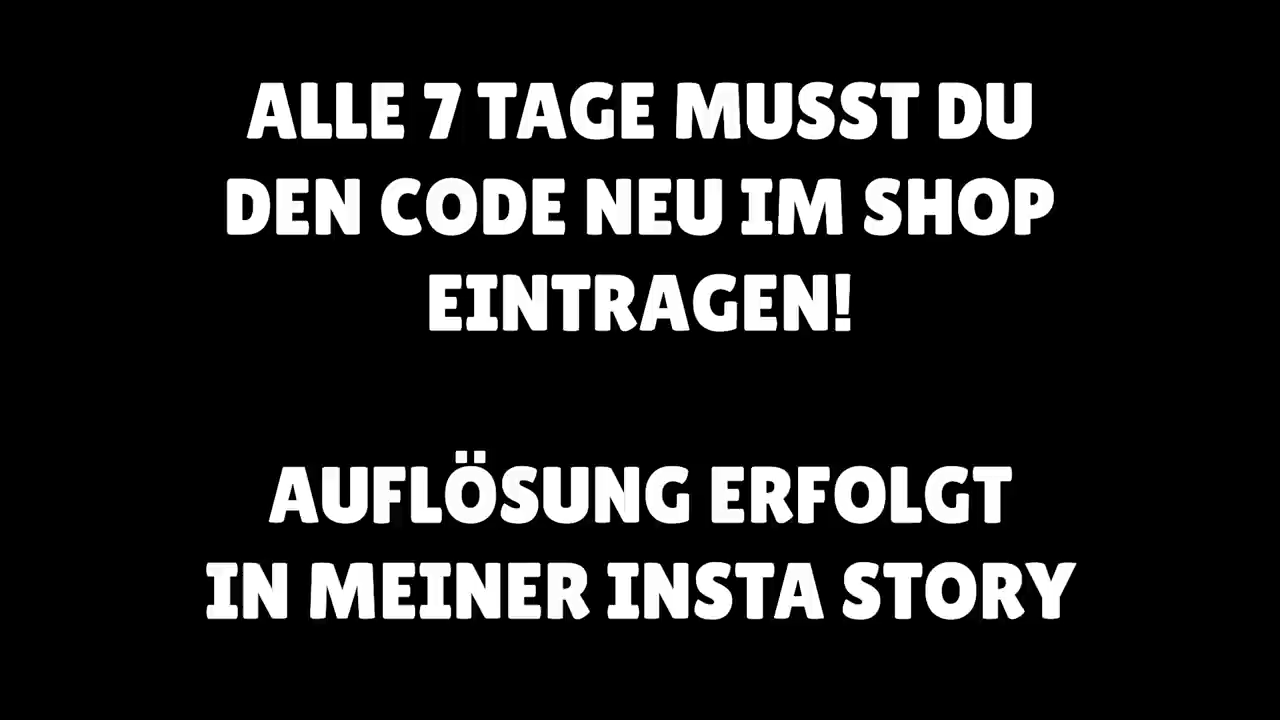 ALLE 7 TAGE MUSST DU
DEN CODE NEU IM SHOP
EINTRAGEN!
AUFLÖSUNG ERFOLGT
IN MEINER INSTA STORY